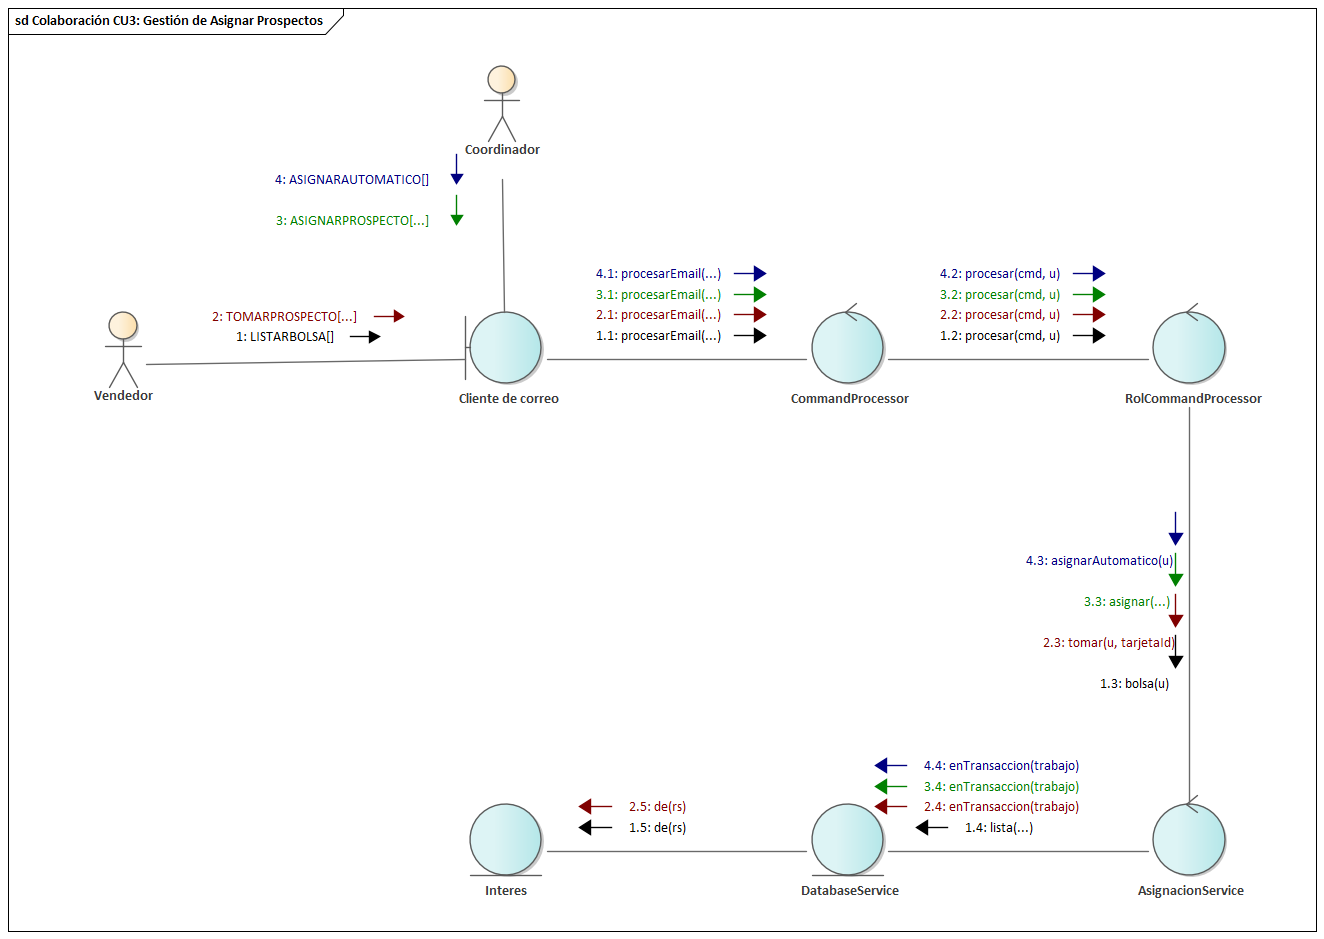 sd Colaboración CU3: Gestión de Asignar Prospectos
Coordinador
4: ASIGNARAUTOMATICO[]
3: ASIGNARPROSPECTO[...]
2: TOMARPROSPECTO[...]
1: LISTARBOLSA[]
4.1: procesarEmail(...)
3.1: procesarEmail(...)
2.1: procesarEmail(...)
1.1: procesarEmail(...)
4.2: procesar(cmd, u)
3.2: procesar(cmd, u)
2.2: procesar(cmd, u)
1.2: procesar(cmd, u)
Vendedor
Cliente de correo
CommandProcessor
RolCommandProcessor
4.3: asignarAutomatico(u)
3.3: asignar(...)
2.3: tomar(u, tarjetaId)
1.3: bolsa(u)
4.4: enTransaccion(trabajo)
3.4: enTransaccion(trabajo)
2.4: enTransaccion(trabajo)
1.4: lista(...)
2.5: de(rs)
1.5: de(rs)
Interes
DatabaseService
AsignacionService